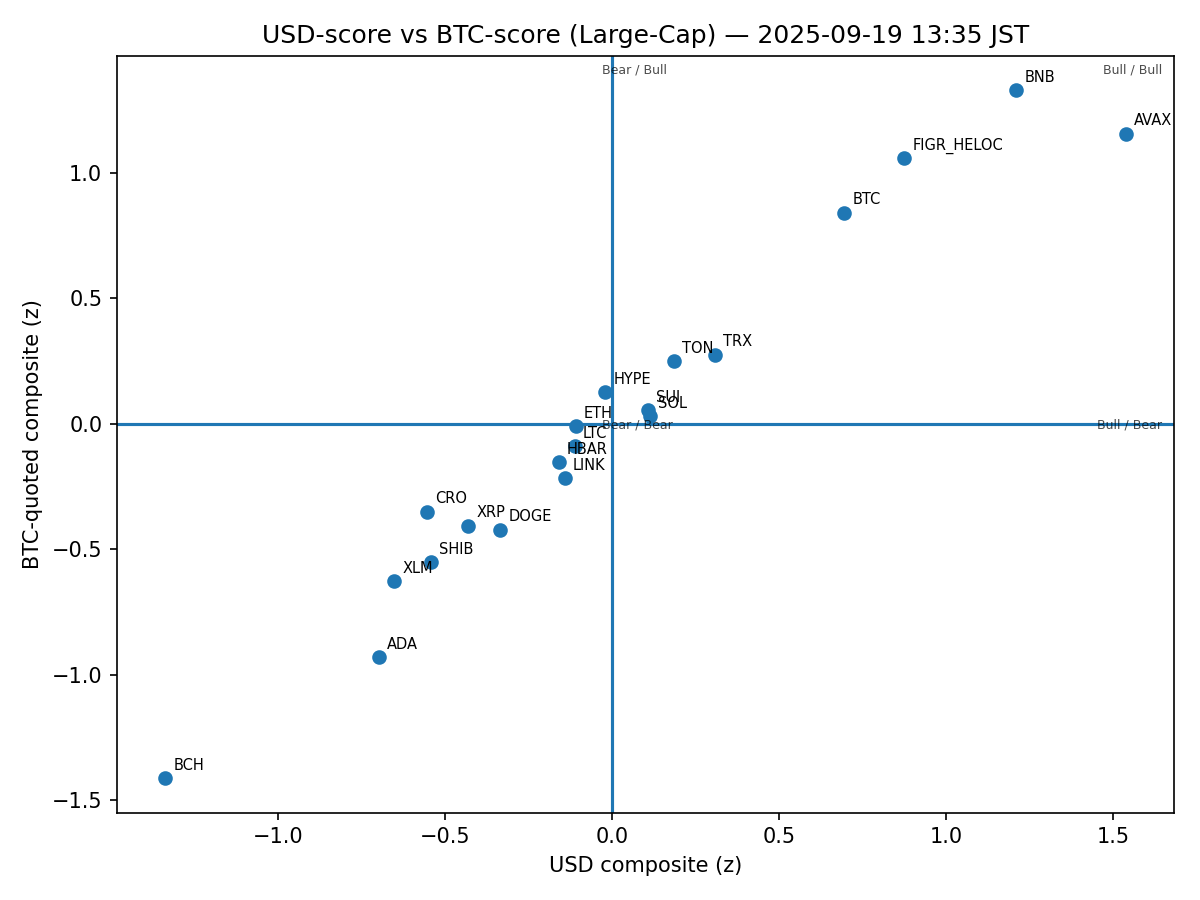 USD-score vs BTC-score (Large-Cap) — 2025-09-19 13:35 JST
Bear / Bull
Bull / Bull
BNB
AVAX
FIGR_HELOC
BTC
TRX
TON
HYPE
SUI
SOL
ETH
Bear / Bear
Bull / Bear
LTC
HBAR
LINK
CRO
XRP
DOGE
SHIB
XLM
ADA
BCH
1.0
0.5
0.0
−0.5
−1.0
−1.5
BTC-quoted composite (z)
−1.0
−0.5
0.0
0.5
1.0
1.5
USD composite (z)